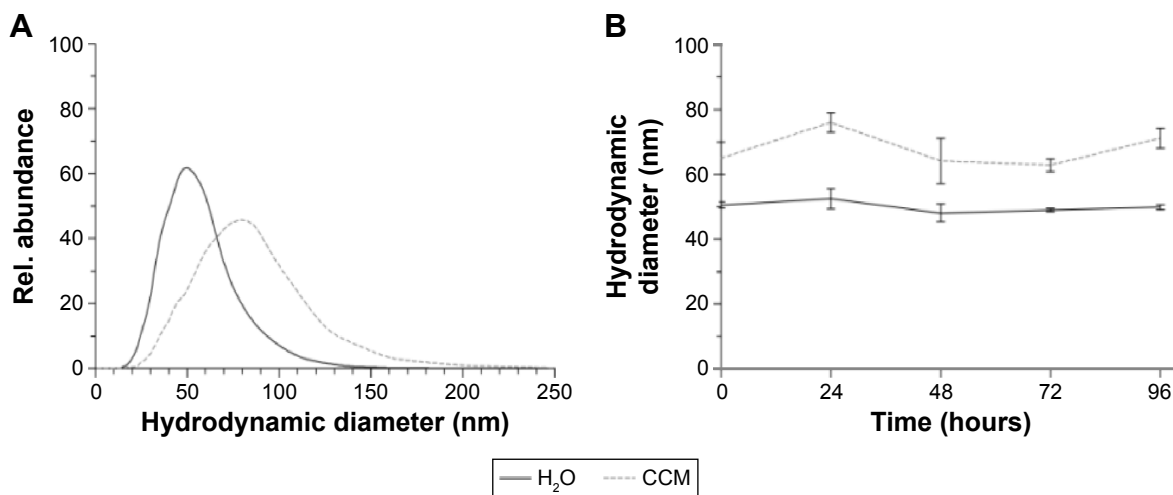 A
100
80
60
40
20
0
Rel. abundance
0 50 100 150 200 250
Hydrodynamic diameter (nm)
B
100
80
60
40
20
0
Hydrodynamic
diameter (nm)
0 24 48 72 96
Time (hours)
H₂O CCM